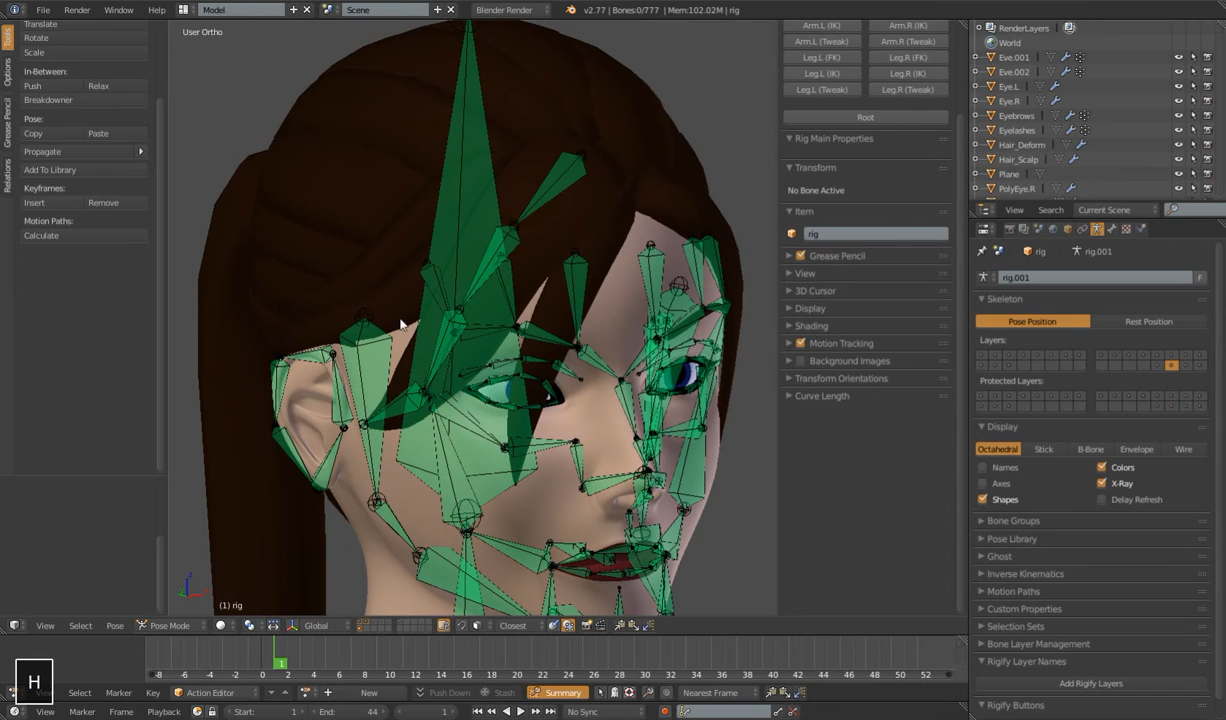 File Render Window Help Model Scene Blender Render v2.77 | Bones:0/777 | Mem:102.02M | rig
Translate
Rotate
Scale
In-Between:
Push Relax
Breakdowner
Pose:
Copy Paste
Propagate
Add To Library
Keyframes:
Insert Remove
Motion Paths:
Calculate
Tools
Options
Grease Pencil
Relations
User Ortho
(1) rig
Arm.L (IK) Arm.R (IK)
Arm.L (Tweak) Arm.R (Tweak)
Leg.L (FK) Leg.R (FK)
Leg.L (IK) Leg.R (IK)
Leg.L (Tweak) Leg.R (Tweak)
Root
Rig Main Properties
Transform
No Bone Active
Item
rig
Grease Pencil
View
3D Cursor
Display
Shading
Motion Tracking
Background Images
Transform Orientations
Curve Length
RenderLayers
World
Eve.001
Eve.002
Eye.L
Eye.R
Eyebrows
Eyelashes
Hair_Deform
Hair_Scalp
Plane
PolyEye.R
View Search Current Scene
rig rig.001
rig.001 F
Skeleton
Pose Position Rest Position
Layers:
Protected Layers:
Display
Octahedral Stick B-Bone Envelope Wire
Names Colors
Axes X-Ray
Shapes Delay Refresh
Bone Groups
Pose Library
Ghost
Inverse Kinematics
Motion Paths
Custom Properties
Selection Sets
Bone Layer Management
Rigify Layer Names
Add Rigify Layers
Rigify Buttons
View Select Pose Pose Mode Global Closest
1
-8 -6 -4 -2 0 2 4 6 8 10 12 14 16 18 20 22 24 26 28 30 32 34 36 38 40 42 44 46 48 50 52
H
View Select Marker Key Action Editor New Push Down Stash Summary Nearest Frame
View Marker Frame Playback Start: 1 End: 44 1 No Sync